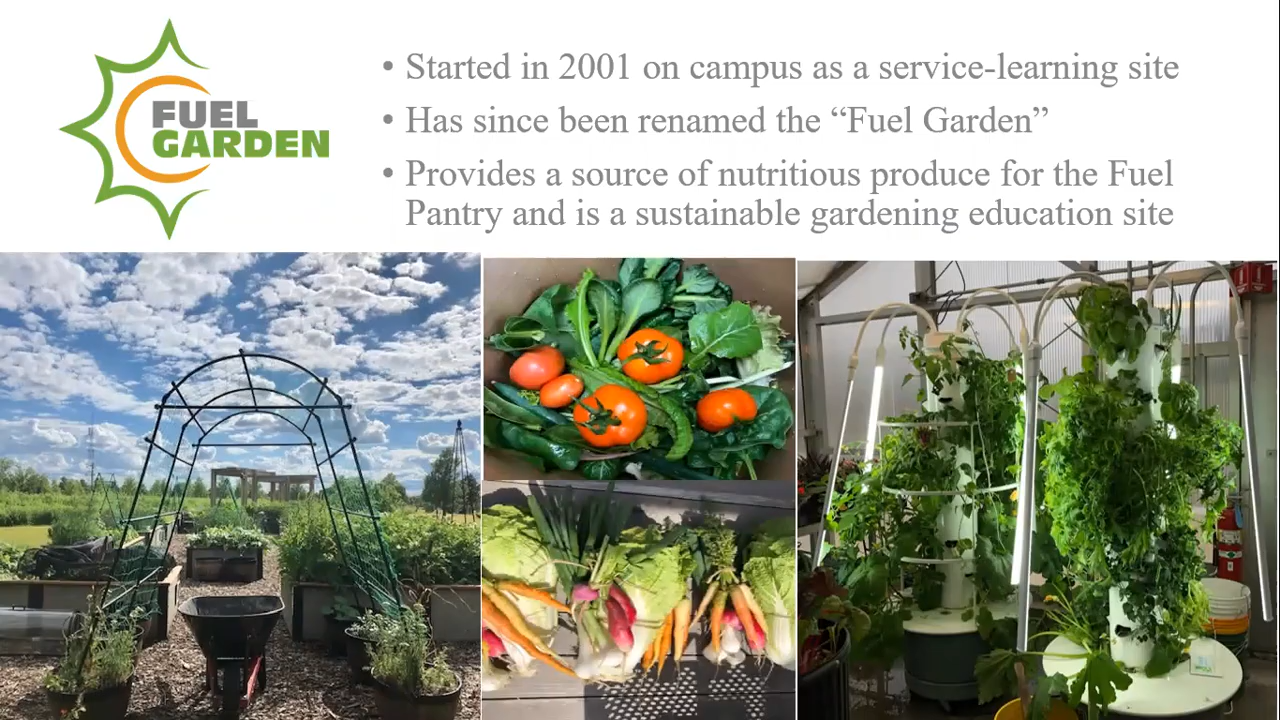 FUEL
GARDEN
• Started in 2001 on campus as a service-learning site
• Has since been renamed the “Fuel Garden”
• Provides a source of nutritious produce for the Fuel
Pantry and is a sustainable gardening education site